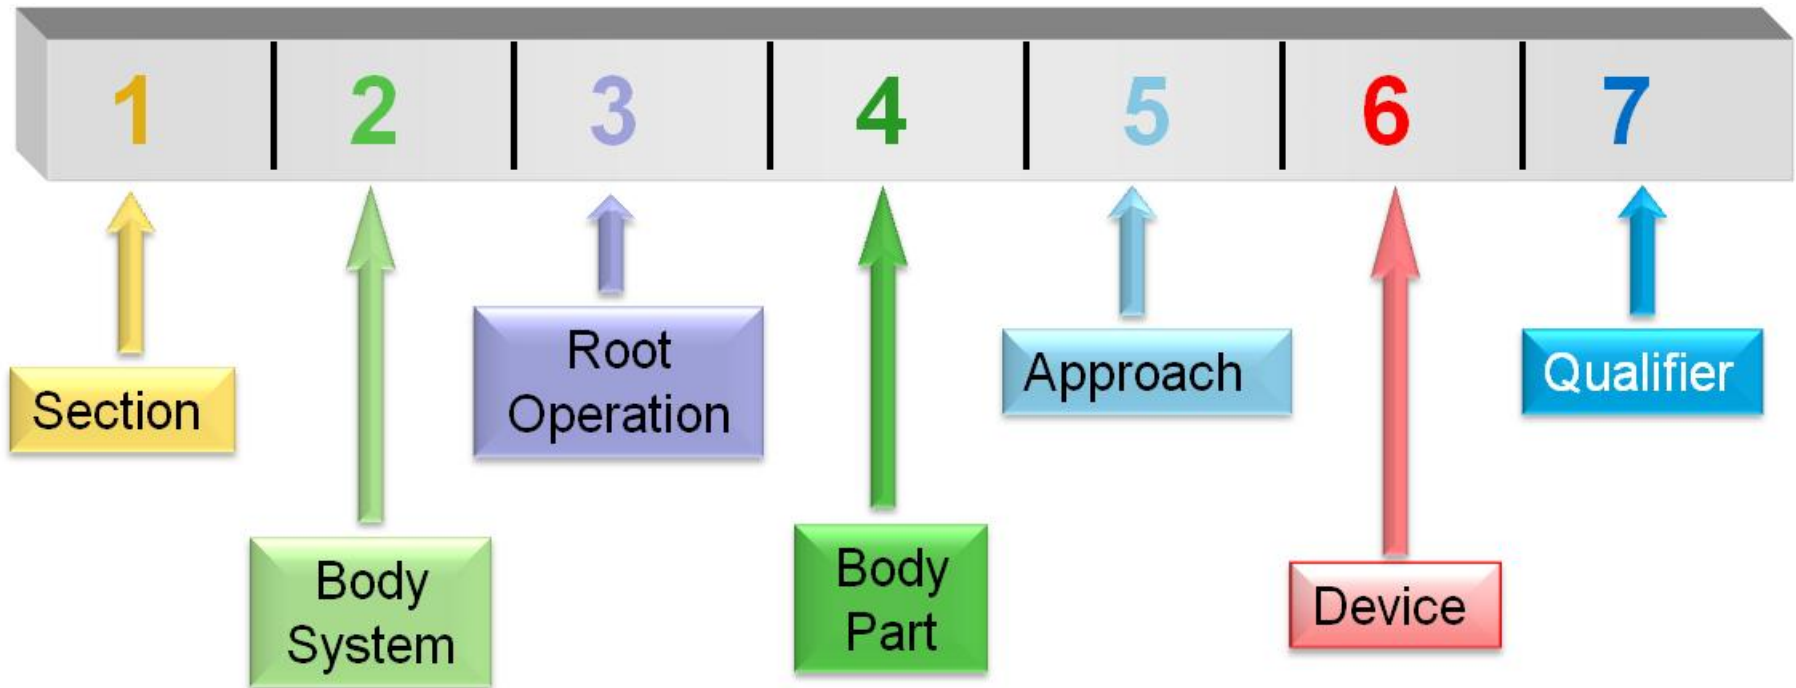 1 2 3 4 5 6 7
Section
Body
System
Root
Operation
Body
Part
Approach
Device
Qualifier